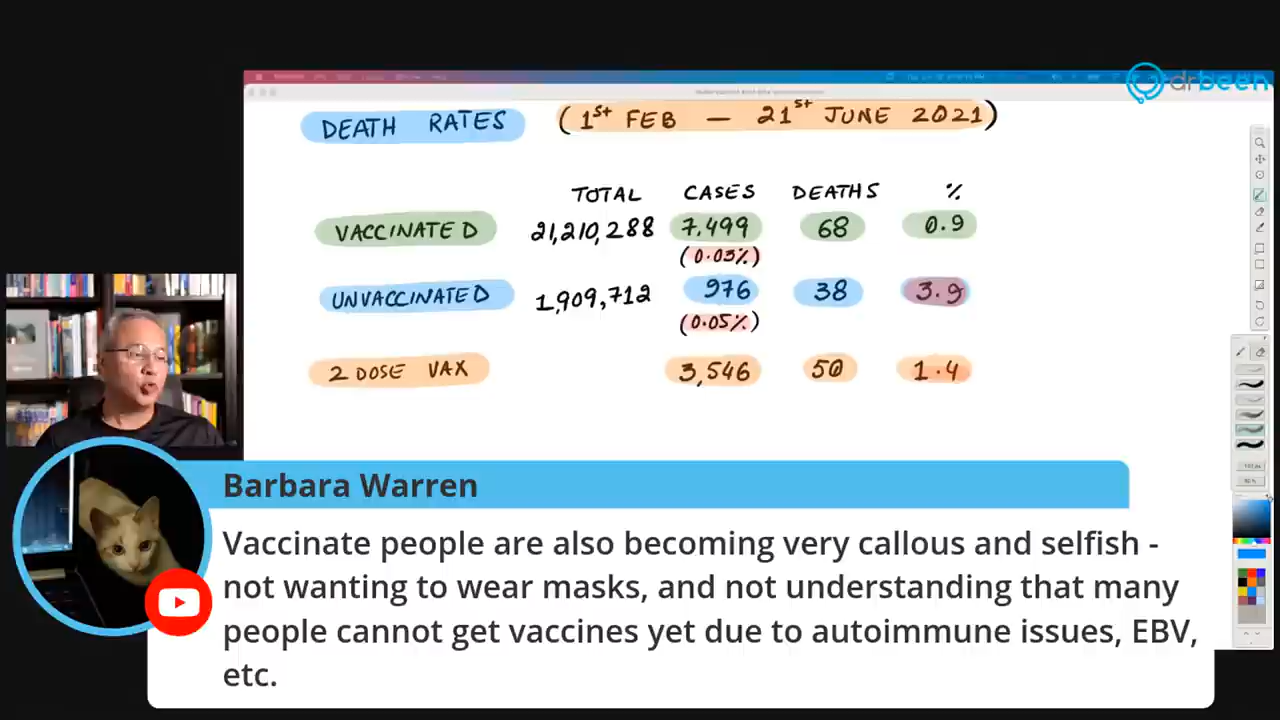 drbeen
DEATH RATES (1st FEB — 21st JUNE 2021)
TOTAL CASES DEATHS %
VACCINATED 21,210,288 7,499 68 0.9
(0.03%)
UNVACCINATED 1,909,712 976 38 3.9
(0.05%)
2 DOSE VAX 3,546 50 1.4
Barbara Warren
Vaccinate people are also becoming very callous and selfish -
not wanting to wear masks, and not understanding that many
people cannot get vaccines yet due to autoimmune issues, EBV,
etc.